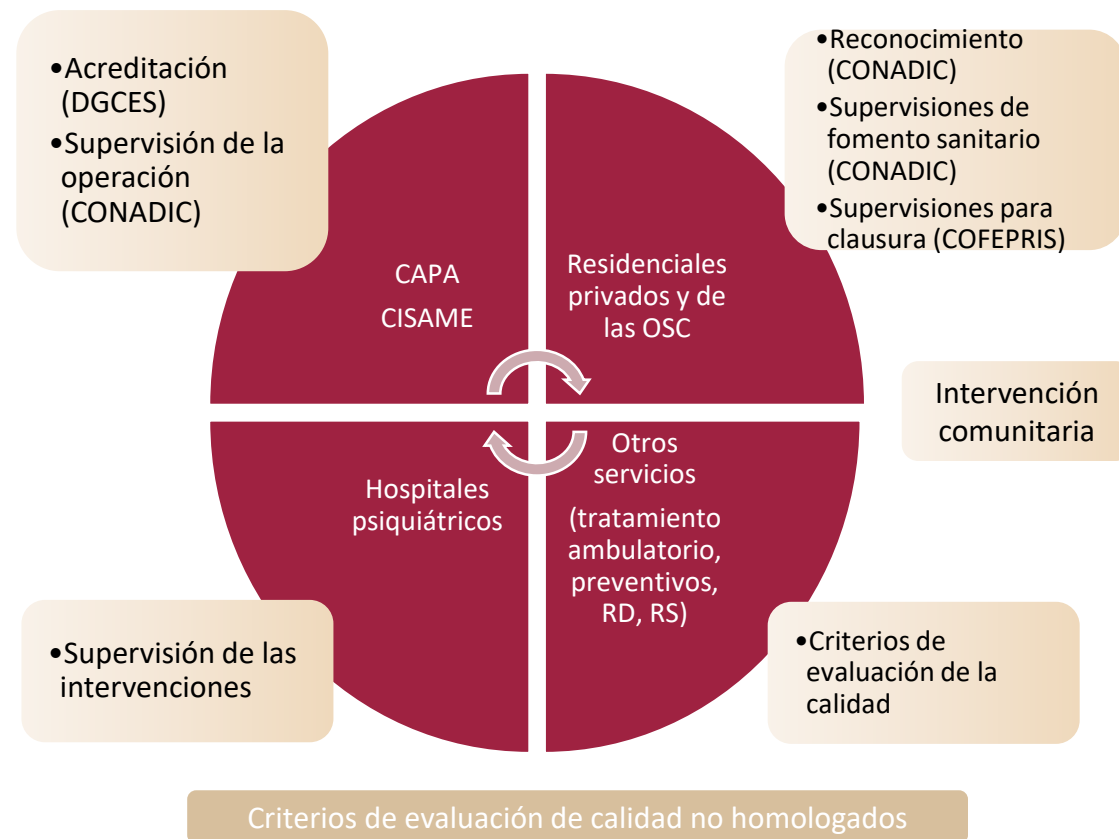 •Acreditación
(DGCES)
•Supervisión de la
operación
(CONADIC)
•Reconocimiento
(CONADIC)
•Supervisiones de
fomento sanitario
(CONADIC)
•Supervisiones para
clausura (COFEPRIS)
CAPA
CISAME
Residenciales
privados y de
las OSC
Intervención
comunitaria
Hospitales
psiquiátricos
Otros
servicios
(tratamiento
ambulatorio,
preventivos,
RD, RS)
•Supervisión de las
intervenciones
•Criterios de
evaluación de la
calidad
Criterios de evaluación de calidad no homologados